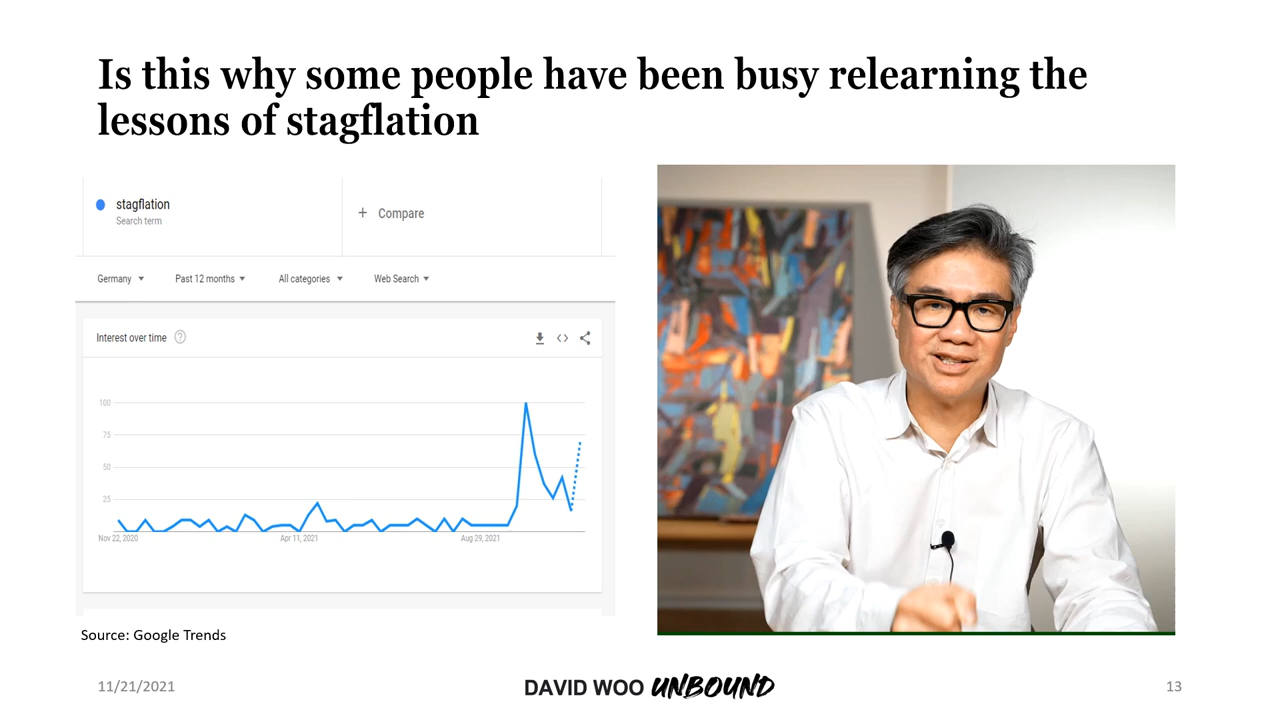 Is this why some people have been busy relearning the
lessons of stagflation
stagflation
Search term
+ Compare
Germany
Past 12 months
All categories
Web Search
Interest over time
?
100
75
50
25
Nov 22, 2020
Apr 11, 2021
Aug 29, 2021
Source: Google Trends
11/21/2021
DAVID WOO UNBOUND
13